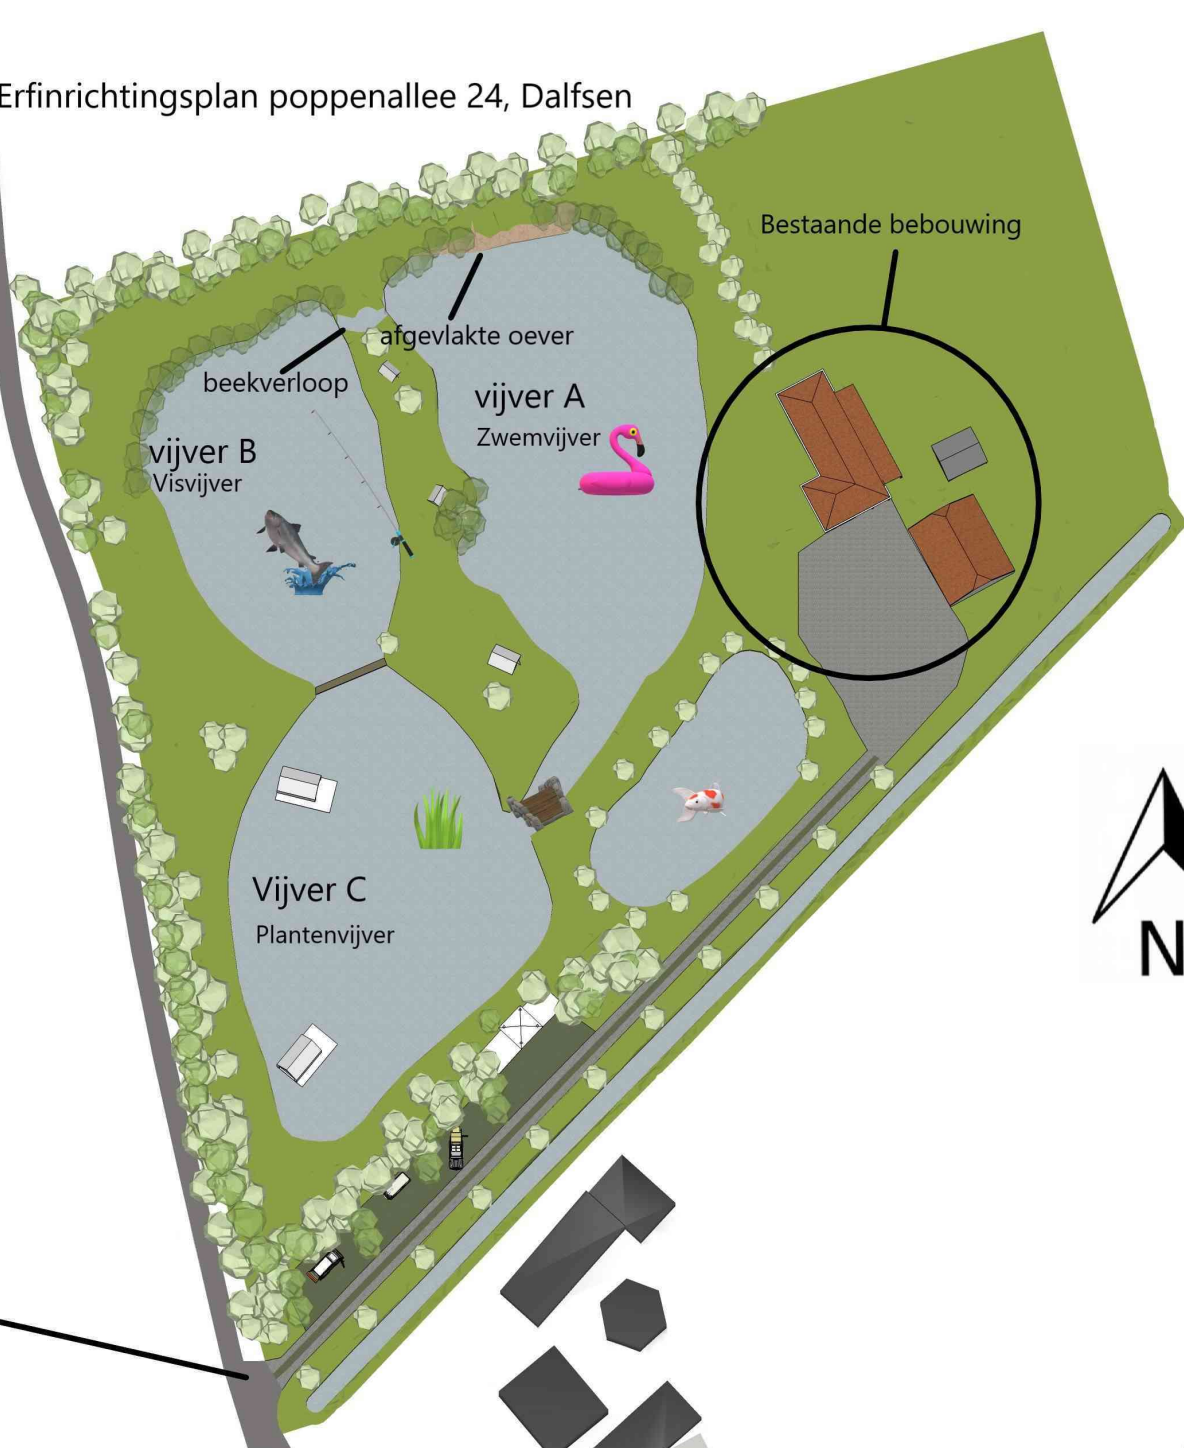 Erfinrichtingsplan poppenallee 24, Dalfsen
Bestaande bebouwing
afgevlakte oever
beekverloop
vijver A
Zwemvijver
vijver B
Visvijver
Vijver C
Plantenvijver
N